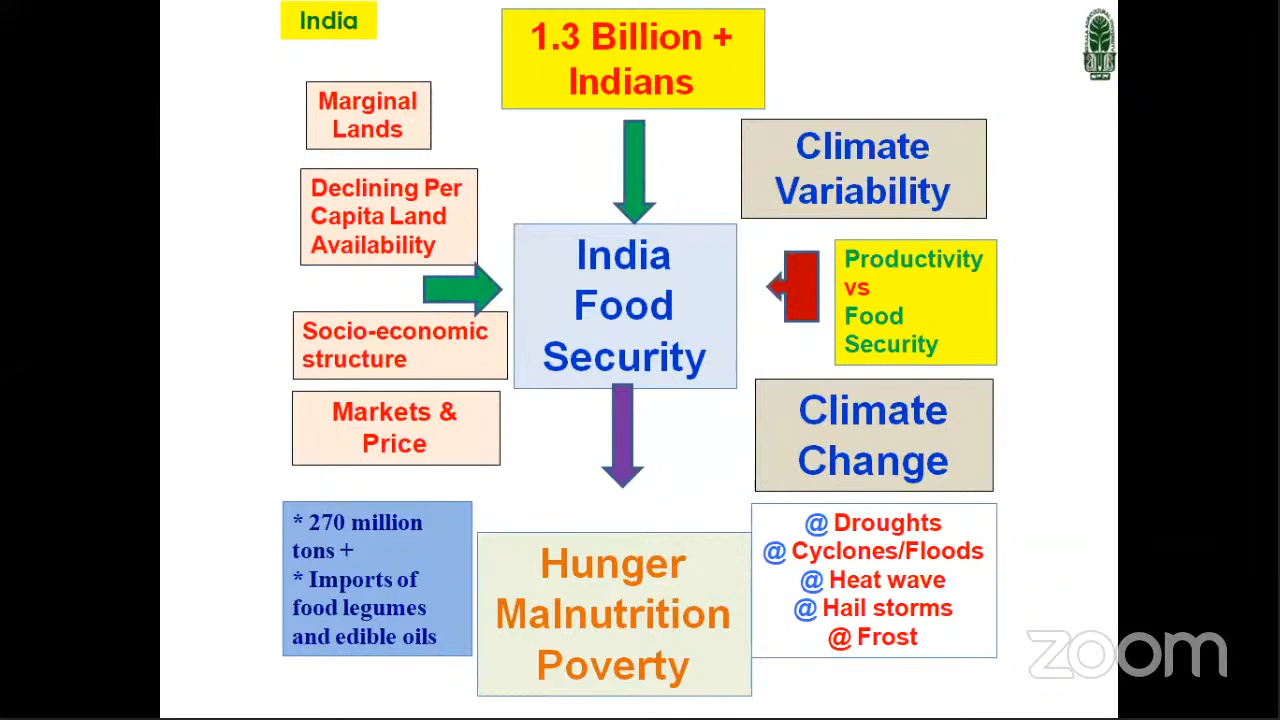 India
1.3 Billion +
Indians
Marginal
Lands
Declining Per
Capita Land
Availability
Socio-economic
structure
Markets &
Price
India
Food
Security
Climate
Variability
Productivity
vs
Food
Security
Climate
Change
* 270 million
tons +
* Imports of
food legumes
and edible oils
Hunger
Malnutrition
Poverty
@ Droughts
@ Cyclones/Floods
@ Heat wave
@ Hail storms
@ Frost
zoom